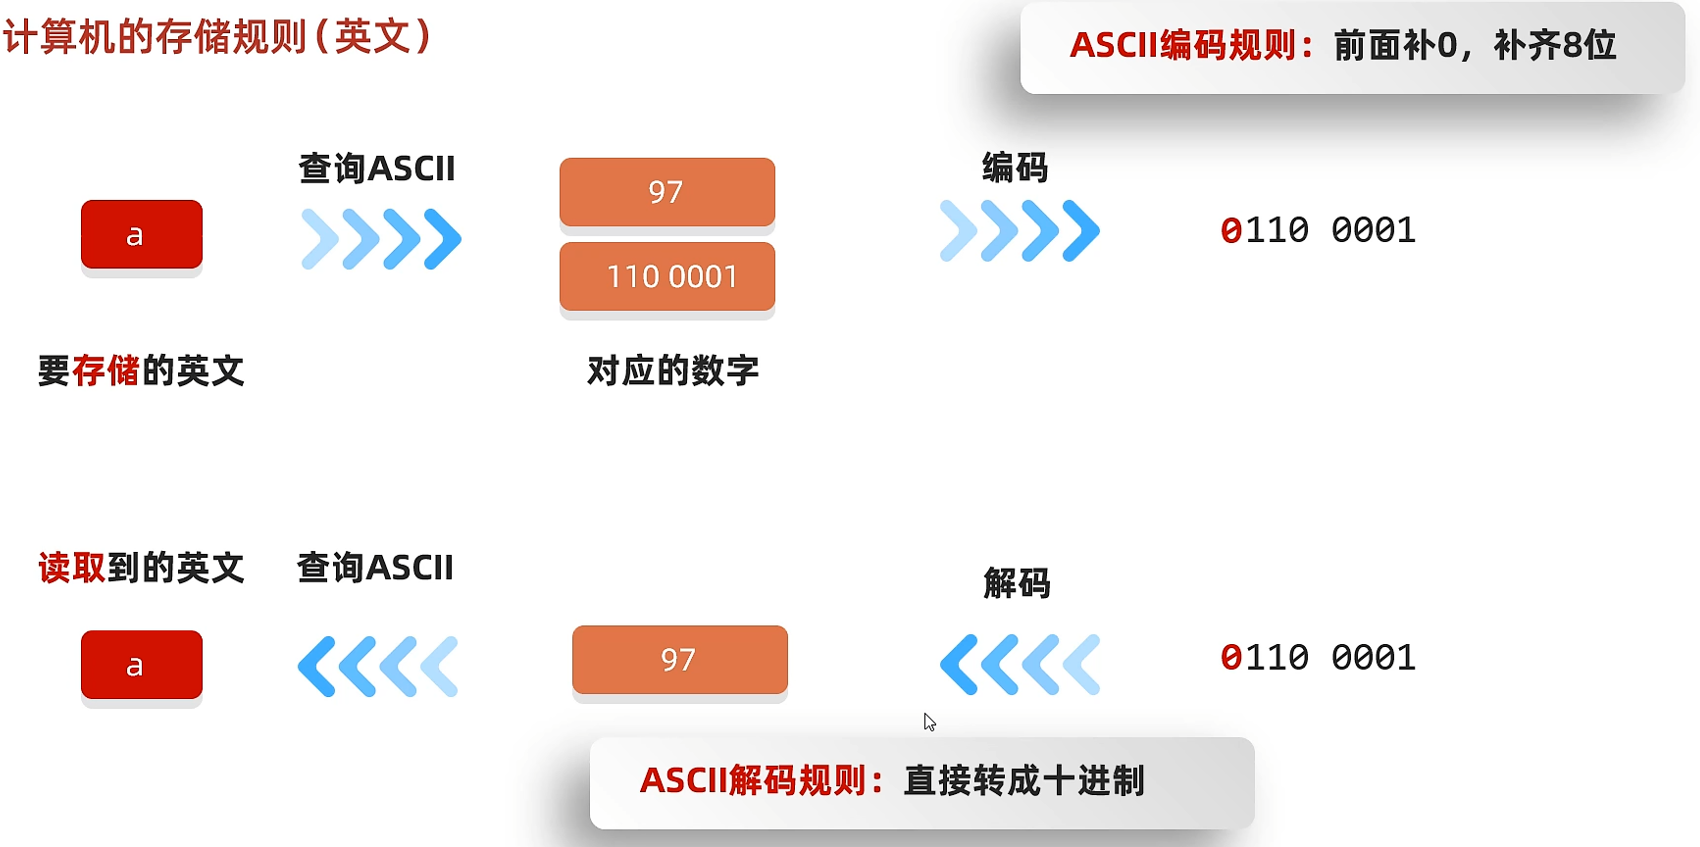 计算机的存储规则(英文)
ASCII编码规则：前面补0，补齐8位
查询ASCII
编码
a
97
110 0001
0110 0001
要存储的英文
对应的数字
读取到的英文
查询ASCII
解码
a
97
0110 0001
ASCII解码规则：直接转成十进制